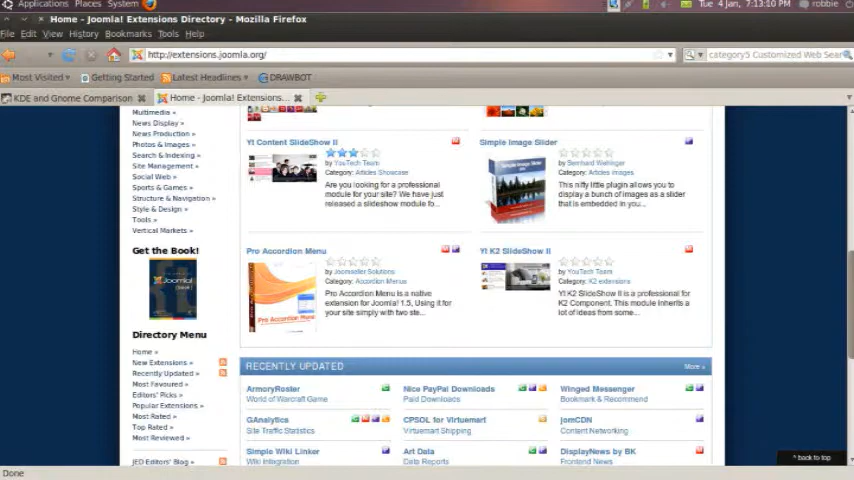 Applications Places System Tue 4 Jan, 7:13:10 PM robbie
Home - Joomla! Extensions Directory - Mozilla Firefox
File Edit View History Bookmarks Tools Help
http://extensions.joomla.org/ category5 Customized Web Sear
Most Visited Getting Started Latest Headlines DRAWBOT
KDE and Gnome Comparison Home - Joomla! Extensions...
Multimedia »
News Display »
News Production »
Photos & Images »
Search & Indexing »
Site Management »
Social Web »
Sports & Games »
Structure & Navigation »
Style & Design »
Tools »
Vertical Markets »
Get the Book!
Joomla!
Directory Menu
Home »
New Extensions »
Recently Updated »
Most Favoured »
Editors' Picks »
Popular Extensions »
Most Rated »
Top Rated »
Most Reviewed »
JED Editors' Blog »
Yt Content SlideShow II
by YouTech Team
Category: Articles Showcase
Are you looking for a professional
module for your site? We have just
released a slideshow module fo...
Simple Image Slider
by Bernhard Wehinger
Category: Articles Images
This nifty little plugin allows you to
display a bunch of images as a slider
that is embedded in you...
Pro Accordion Menu
by Joomseller Solutions
Category: Accordion Menus
Pro Accordion Menu is a native
extension for Joomla! 1.5, Using it for
your site simply with two ste...
Pro Accordion Menu
Yt K2 SlideShow II
by YouTech Team
Category: K2 extensions
Yt K2 SlideShow II is a professional for
K2 Component. This module inherits a
lot of ideas from some...
RECENTLY UPDATED More »
ArmoryRoster Nice PayPal Downloads Winged Messenger
World of Warcraft Game Paid Downloads Bookmark & Recommend
GAnalytics CPSOL for Virtuemart jomCDN
Site Traffic Statistics Virtuemart Shipping Content Networking
Simple Wiki Linker Art Data DisplayNews by BK
Wiki Integration Data Reports Frontend News
^ back to top
Done